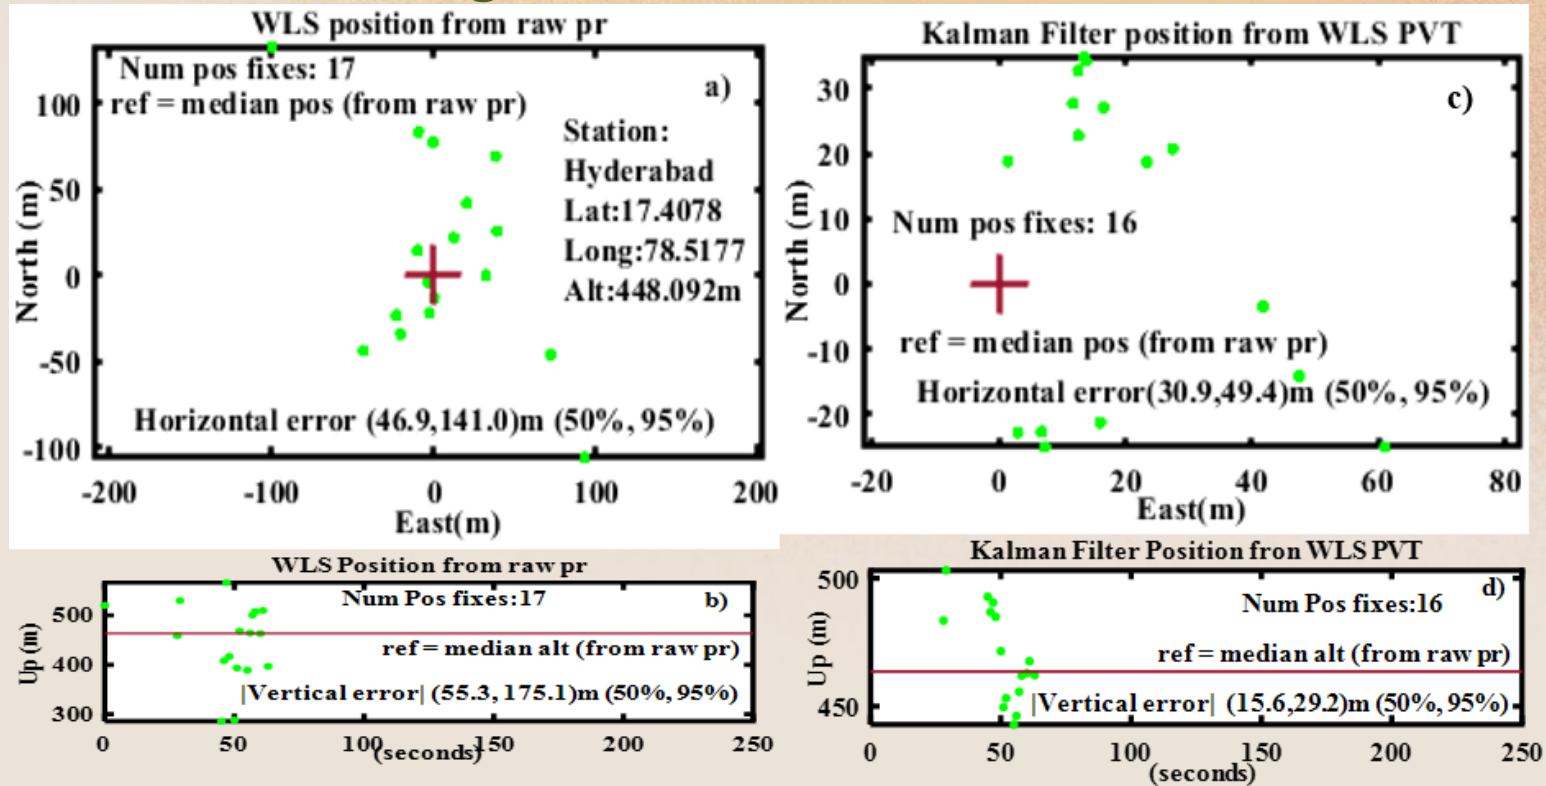 WLS position from raw pr
Num pos fixes: 17
ref = median pos (from raw pr)
a)
Station:
Hyderabad
Lat:17.4078
Long:78.5177
Alt:448.092m
Horizontal error (46.9,141.0)m (50%, 95%)
North (m)
100
50
0
-50
-100
-200 -100 0 100 200
East(m)
Kalman Filter position from WLS PVT
c)
Num pos fixes: 16
ref = median pos (from raw pr)
Horizontal error(30.9,49.4)m (50%, 95%)
North (m)
30
20
10
0
-10
-20
-20 0 20 40 60 80
East(m)
WLS Position from raw pr
Num Pos fixes:17
b)
ref = median alt (from raw pr)
|Vertical error| (55.3, 175.1)m (50%, 95%)
Up (m)
500
400
300
0 50 100 150 200 250
(seconds)
Kalman Filter Position fron WLS PVT
Num Pos fixes:16
d)
ref = median alt (from raw pr)
|Vertical error| (15.6,29.2)m (50%, 95%)
Up (m)
500
450
0 50 100 150 200 250
(seconds)